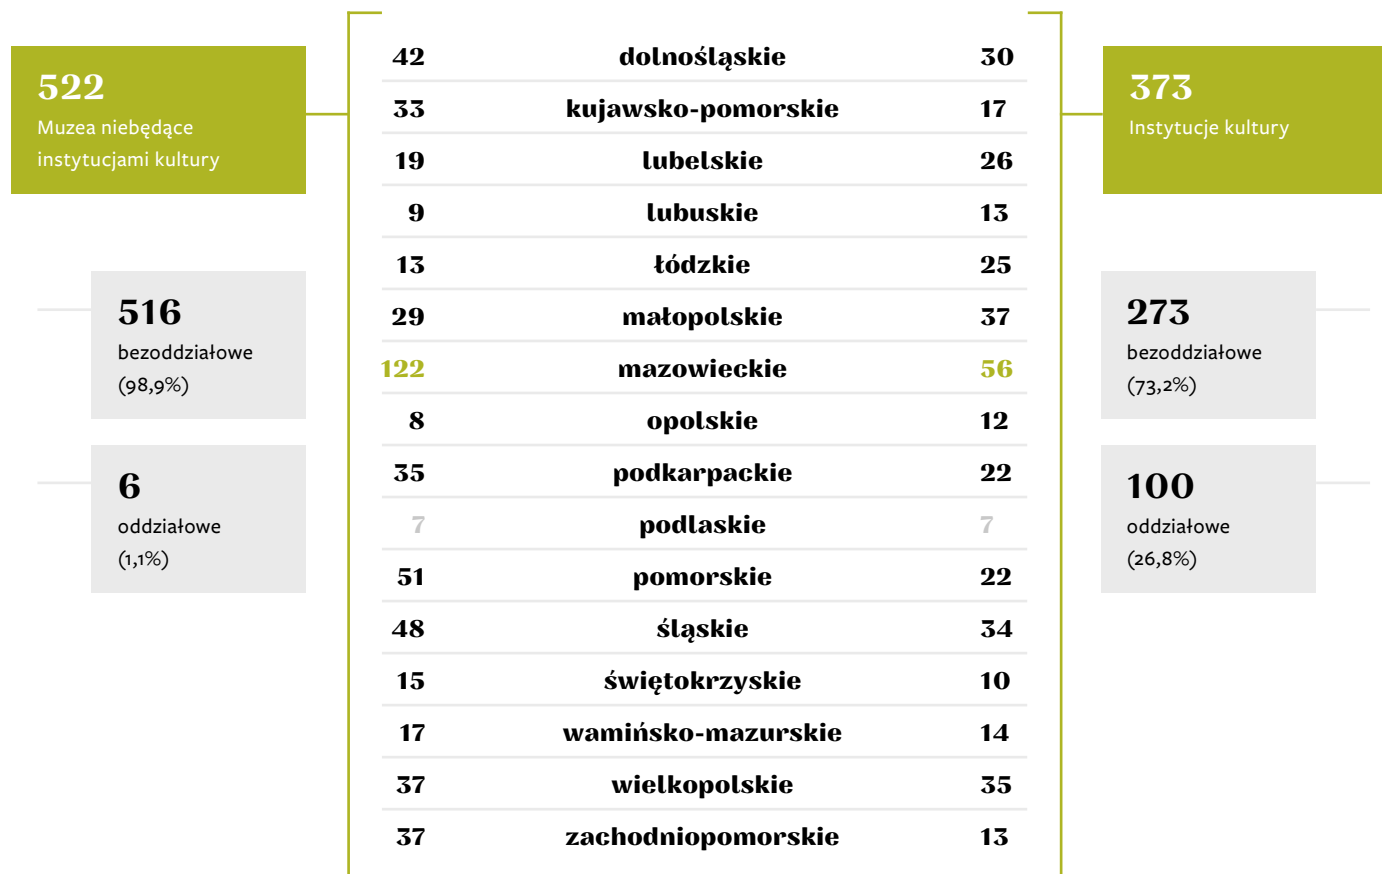 522
Muzea niebędące
instytucjami kultury
516
bezoddziałowe
(98,9%)
6
oddziałowe
(1,1%)
42 dolnośląskie 30
33 kujawsko-pomorskie 17
19 lubelskie 26
9 lubuskie 13
13 łódzkie 25
29 małopolskie 37
122 mazowieckie 56
8 opolskie 12
35 podkarpackie 22
7 podlaskie 7
51 pomorskie 22
48 śląskie 34
15 świętokrzyskie 10
17 wamińsko-mazurskie 14
37 wielkopolskie 35
37 zachodniopomorskie 13
373
Instytucje kultury
273
bezoddziałowe
(73,2%)
100
oddziałowe
(26,8%)